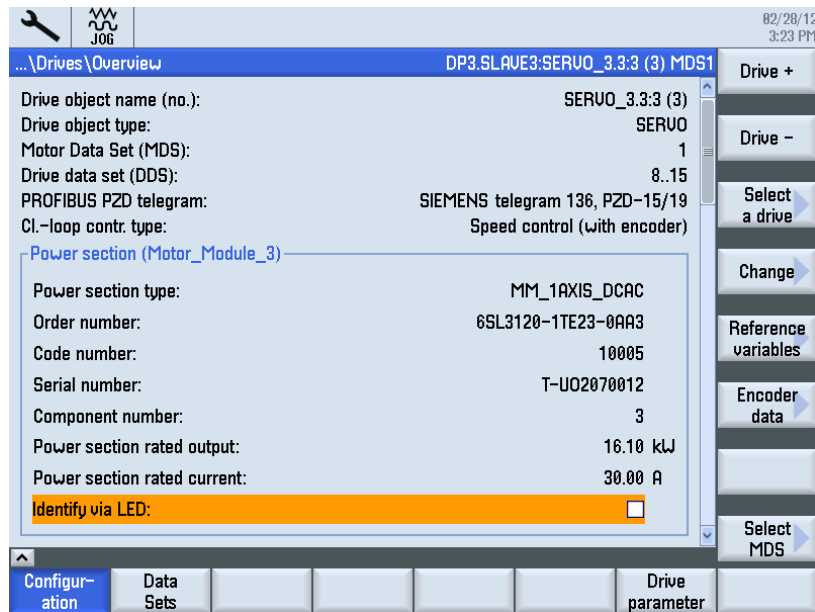 JOG
02/28/12
3:23 PM
...\Drives\Overview DP3.SLAVE3:SERVO_3.3:3 (3) MDS1
Drive object name (no.): SERVO_3.3:3 (3)
Drive object type: SERVO
Motor Data Set (MDS): 1
Drive data set (DDS): 8..15
PROFIBUS PZD telegram: SIEMENS telegram 136, PZD-15/19
Cl.-loop contr. type: Speed control (with encoder)
Power section (Motor_Module_3)
Power section type: MM_1AXIS_DCAC
Order number: 6SL3120-1TE23-0AA3
Code number: 10005
Serial number: T-UO2070012
Component number: 3
Power section rated output: 16.10 kW
Power section rated current: 30.00 A
Identify via LED:
Drive +
Drive -
Select
a drive
Change
Reference
variables
Encoder
data
Select
MDS
Configur-
ation
Data
Sets
Drive
parameter